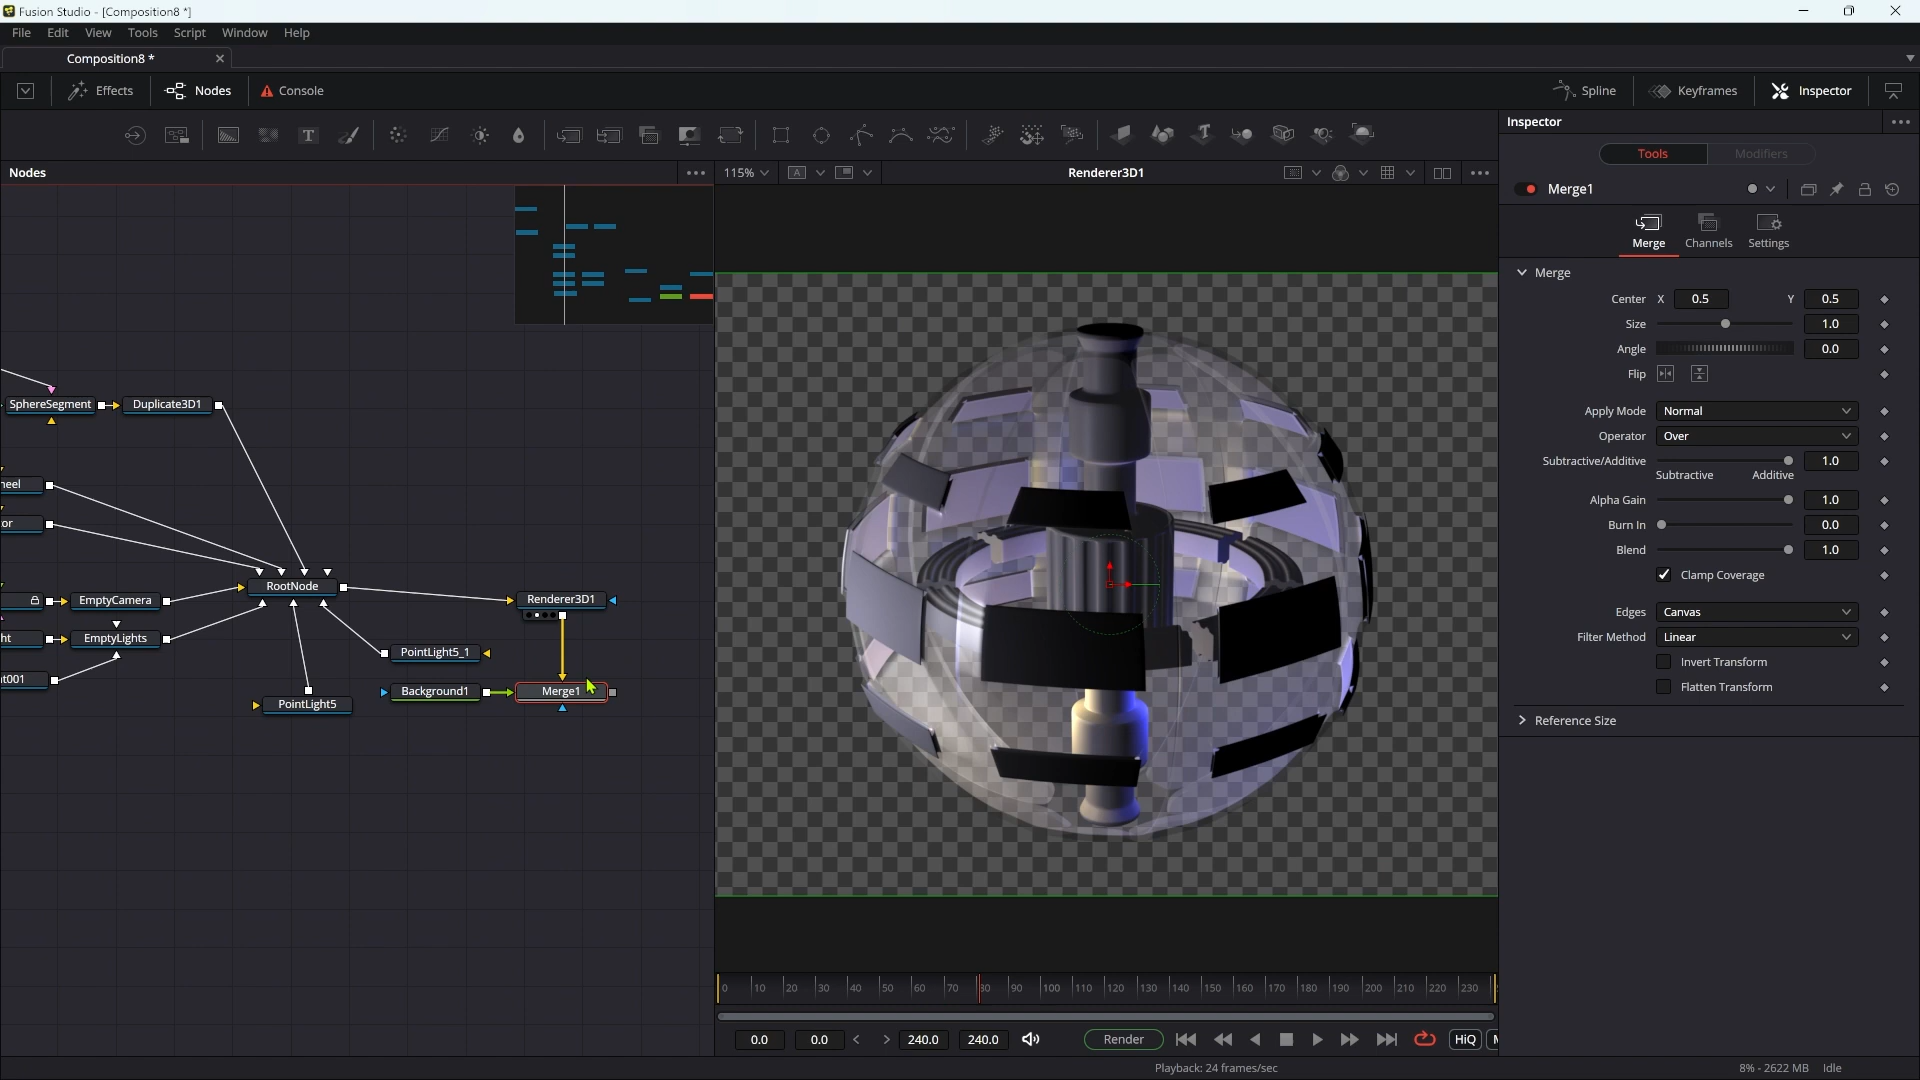 Fusion Studio - [Composition8 *]
File Edit View Tools Script Window Help
Composition8 *
Effects Nodes Console Spline Keyframes Inspector
Inspector
Nodes 115% A Renderer3D1
Tools Modifiers
Merge1
Merge Channels Settings
Merge
Center X 0.5 Y 0.5
Size 1.0
Angle 0.0
Flip
Apply Mode Normal
Operator Over
Subtractive/Additive 1.0
Subtractive Additive
Alpha Gain 1.0
Burn In 0.0
Blend 1.0
Clamp Coverage
Edges Canvas
Filter Method Linear
Invert Transform
Flatten Transform
Reference Size
SphereSegment Duplicate3D1
heel
or
RootNode
EmptyCamera
Renderer3D1
ht EmptyLights
PointLight5_1
nt001
Background1 Merge1
PointLight5
0 10 20 30 40 50 60 70 80 90 100 110 120 130 140 150 160 170 180 190 200 210 220 230
0.0 0.0 < > 240.0 240.0 Render HiQ M
Playback: 24 frames/sec 8% - 2622 MB Idle